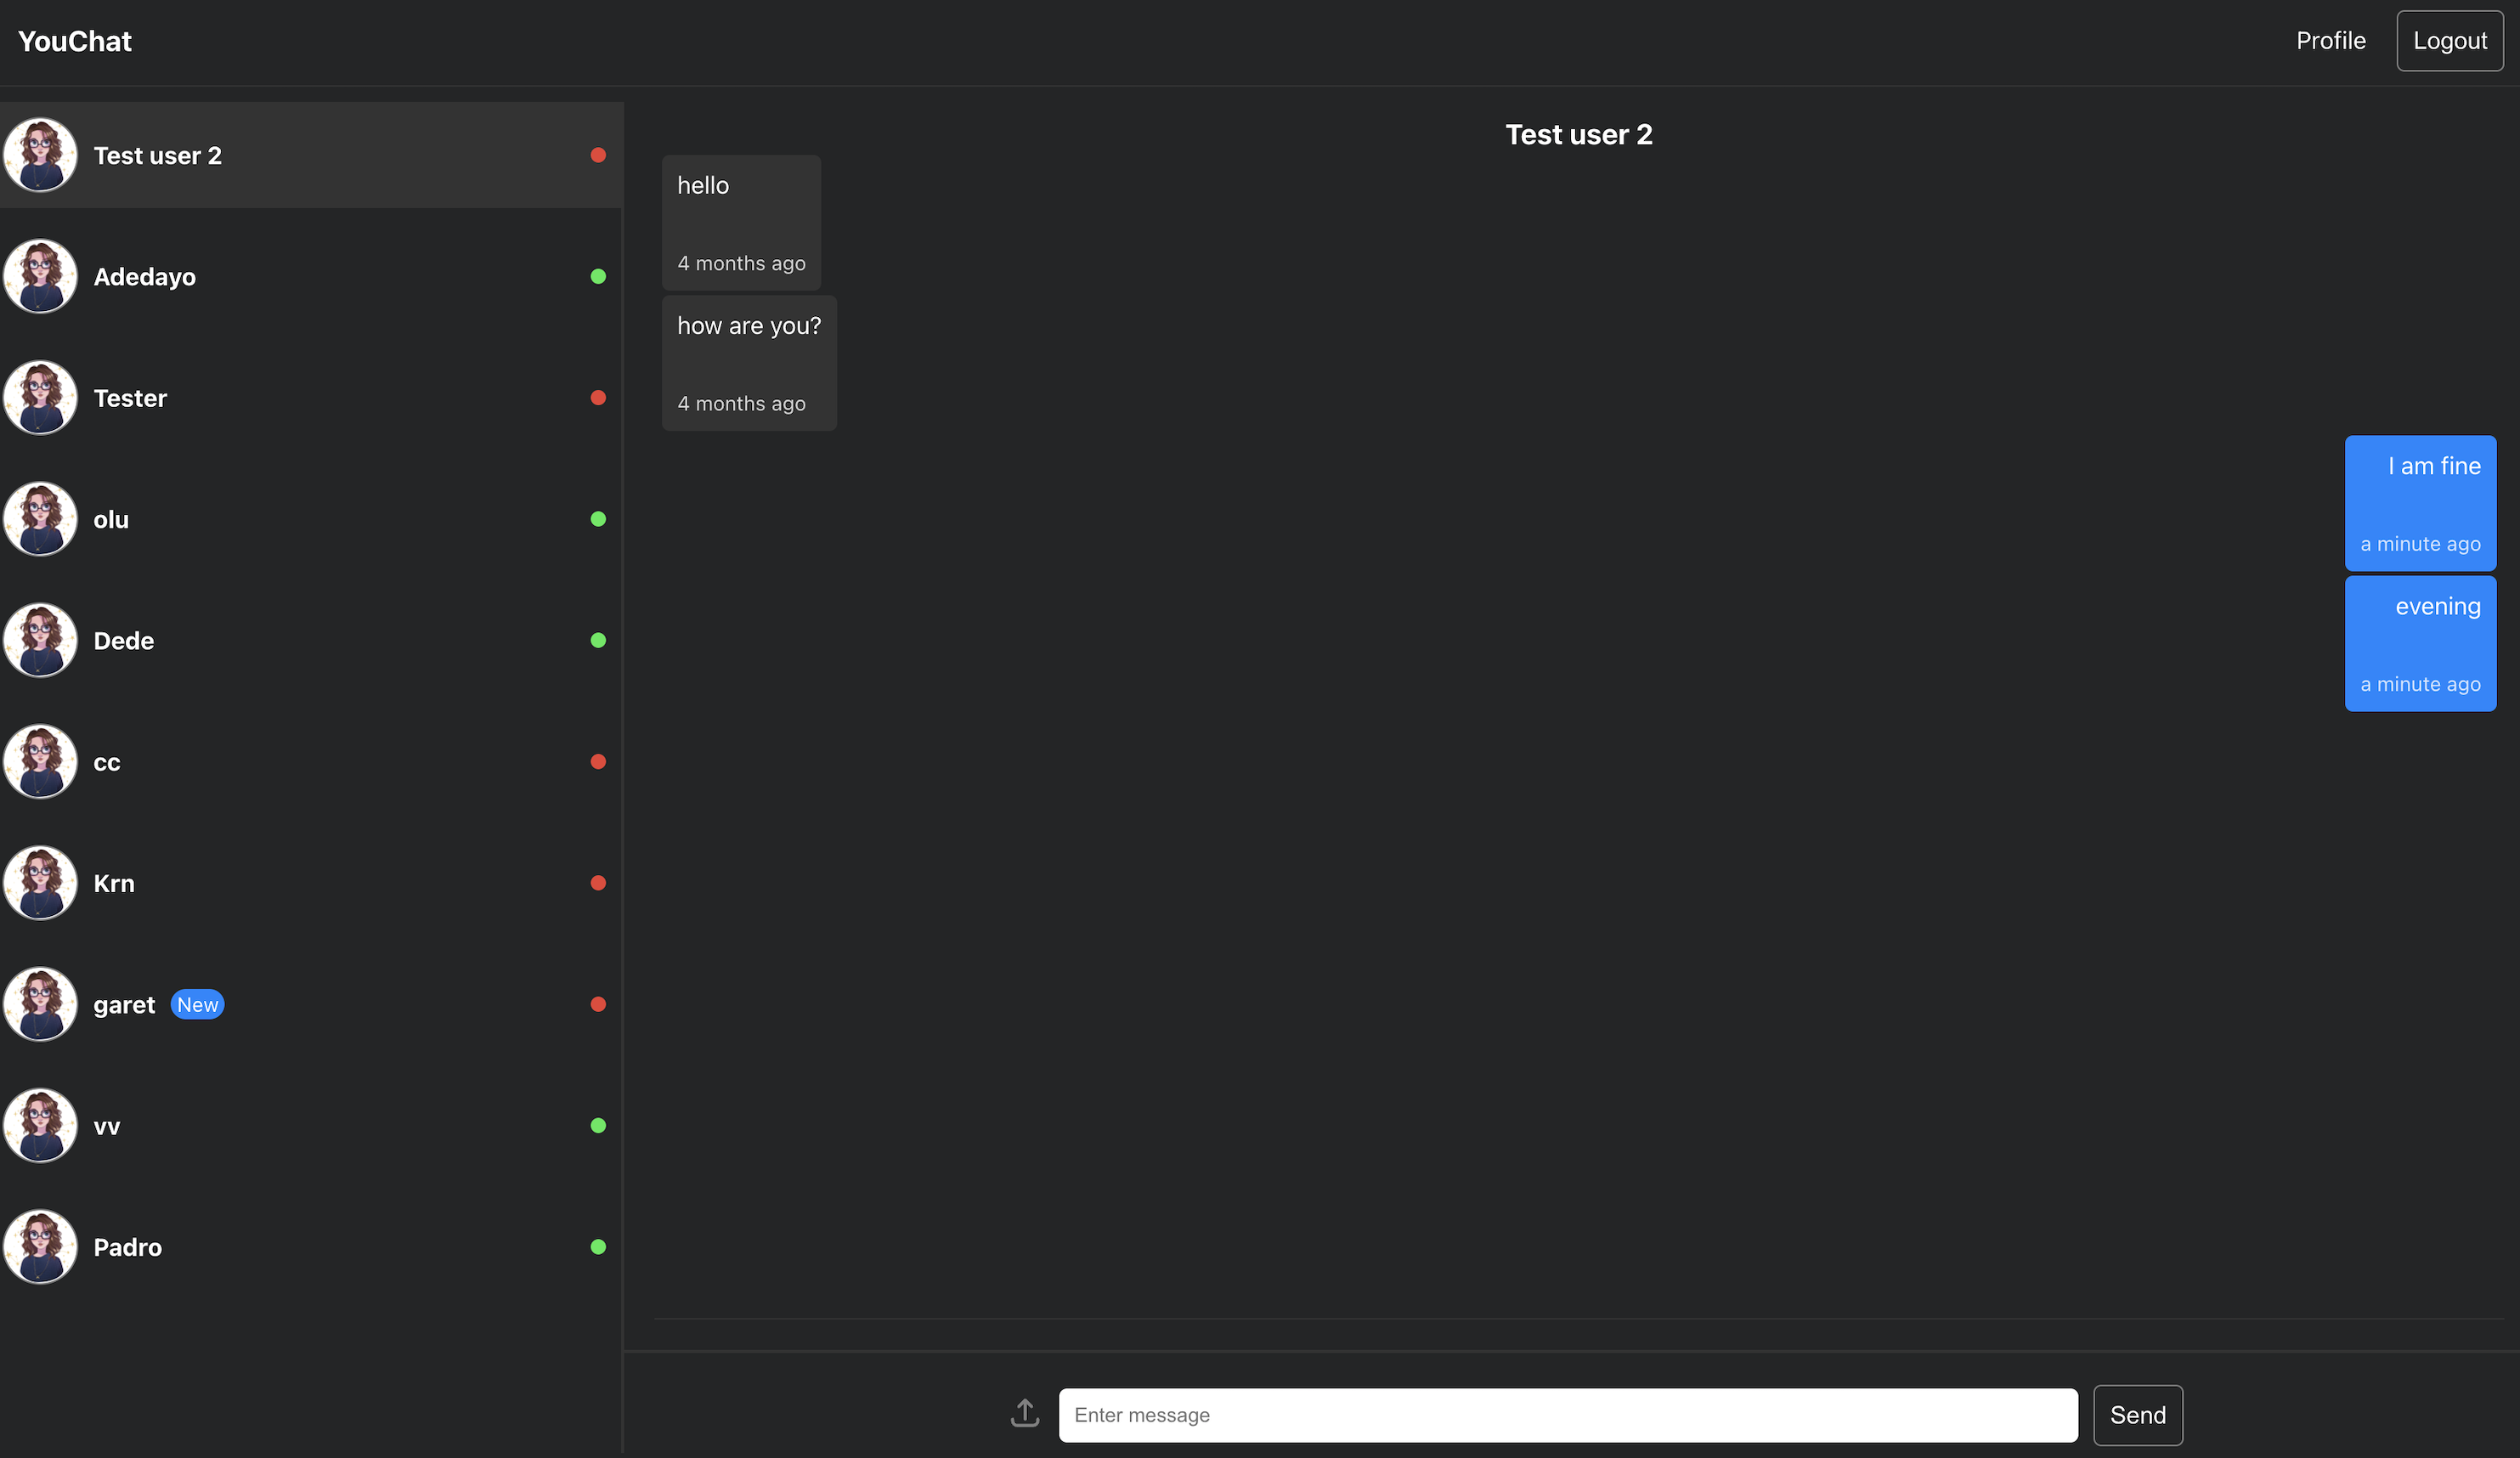 YouChat
Profile
Logout
Test user 2
Adedayo
Tester
olu
Dede
cc
Krn
garet New
vv
Padro
Test user 2
hello
4 months ago
how are you?
4 months ago
I am fine
a minute ago
evening
a minute ago
Enter message
Send